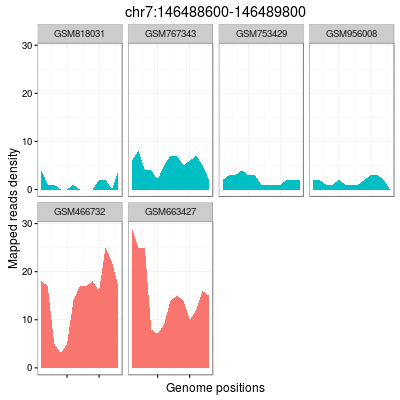 chr7:146488600-146489800
GSM818031 GSM767343 GSM753429 GSM956008
30
20
10
0
GSM466732 GSM663427
30
20
10
0
Mapped reads density
Genome positions